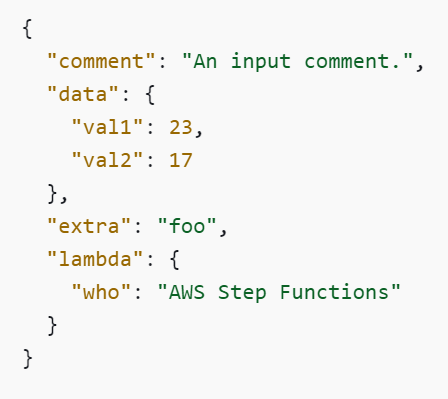 {
  "comment": "An input comment.",
  "data": {
    "val1": 23,
    "val2": 17
  },
  "extra": "foo",
  "lambda": {
    "who": "AWS Step Functions"
  }
}